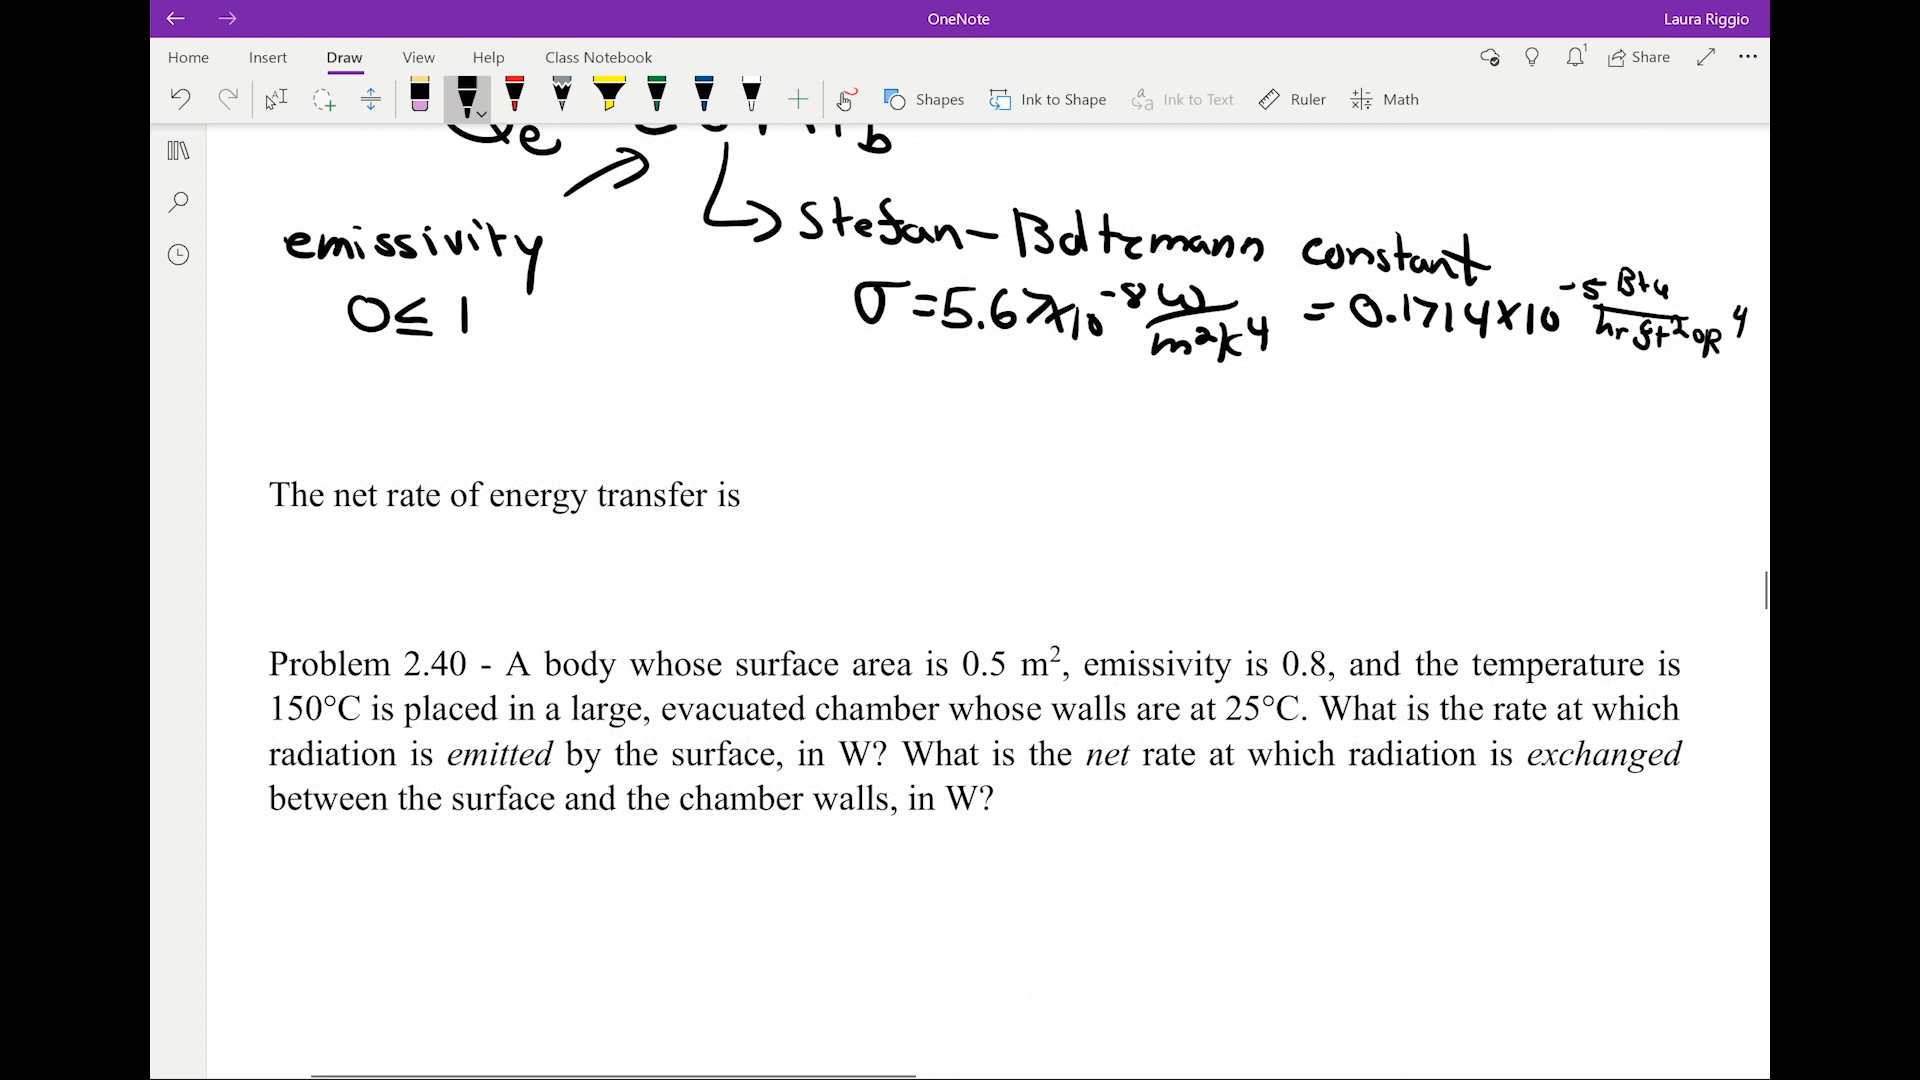 OneNote
Laura Riggio
Home Insert Draw View Help Class Notebook
1 Share
Shapes Ink to Shape Ink to Text Ruler Math
e b
emissivity
0 ≤ 1
Stefan-Boltzmann constant
σ = 5.67×10⁻⁸ W/m²K⁴ = 0.1714×10⁻⁵ Btu/hr ft² °R⁴
The net rate of energy transfer is
Problem 2.40 - A body whose surface area is 0.5 m², emissivity is 0.8, and the temperature is
150°C is placed in a large, evacuated chamber whose walls are at 25°C. What is the rate at which
radiation is emitted by the surface, in W? What is the net rate at which radiation is exchanged
between the surface and the chamber walls, in W?